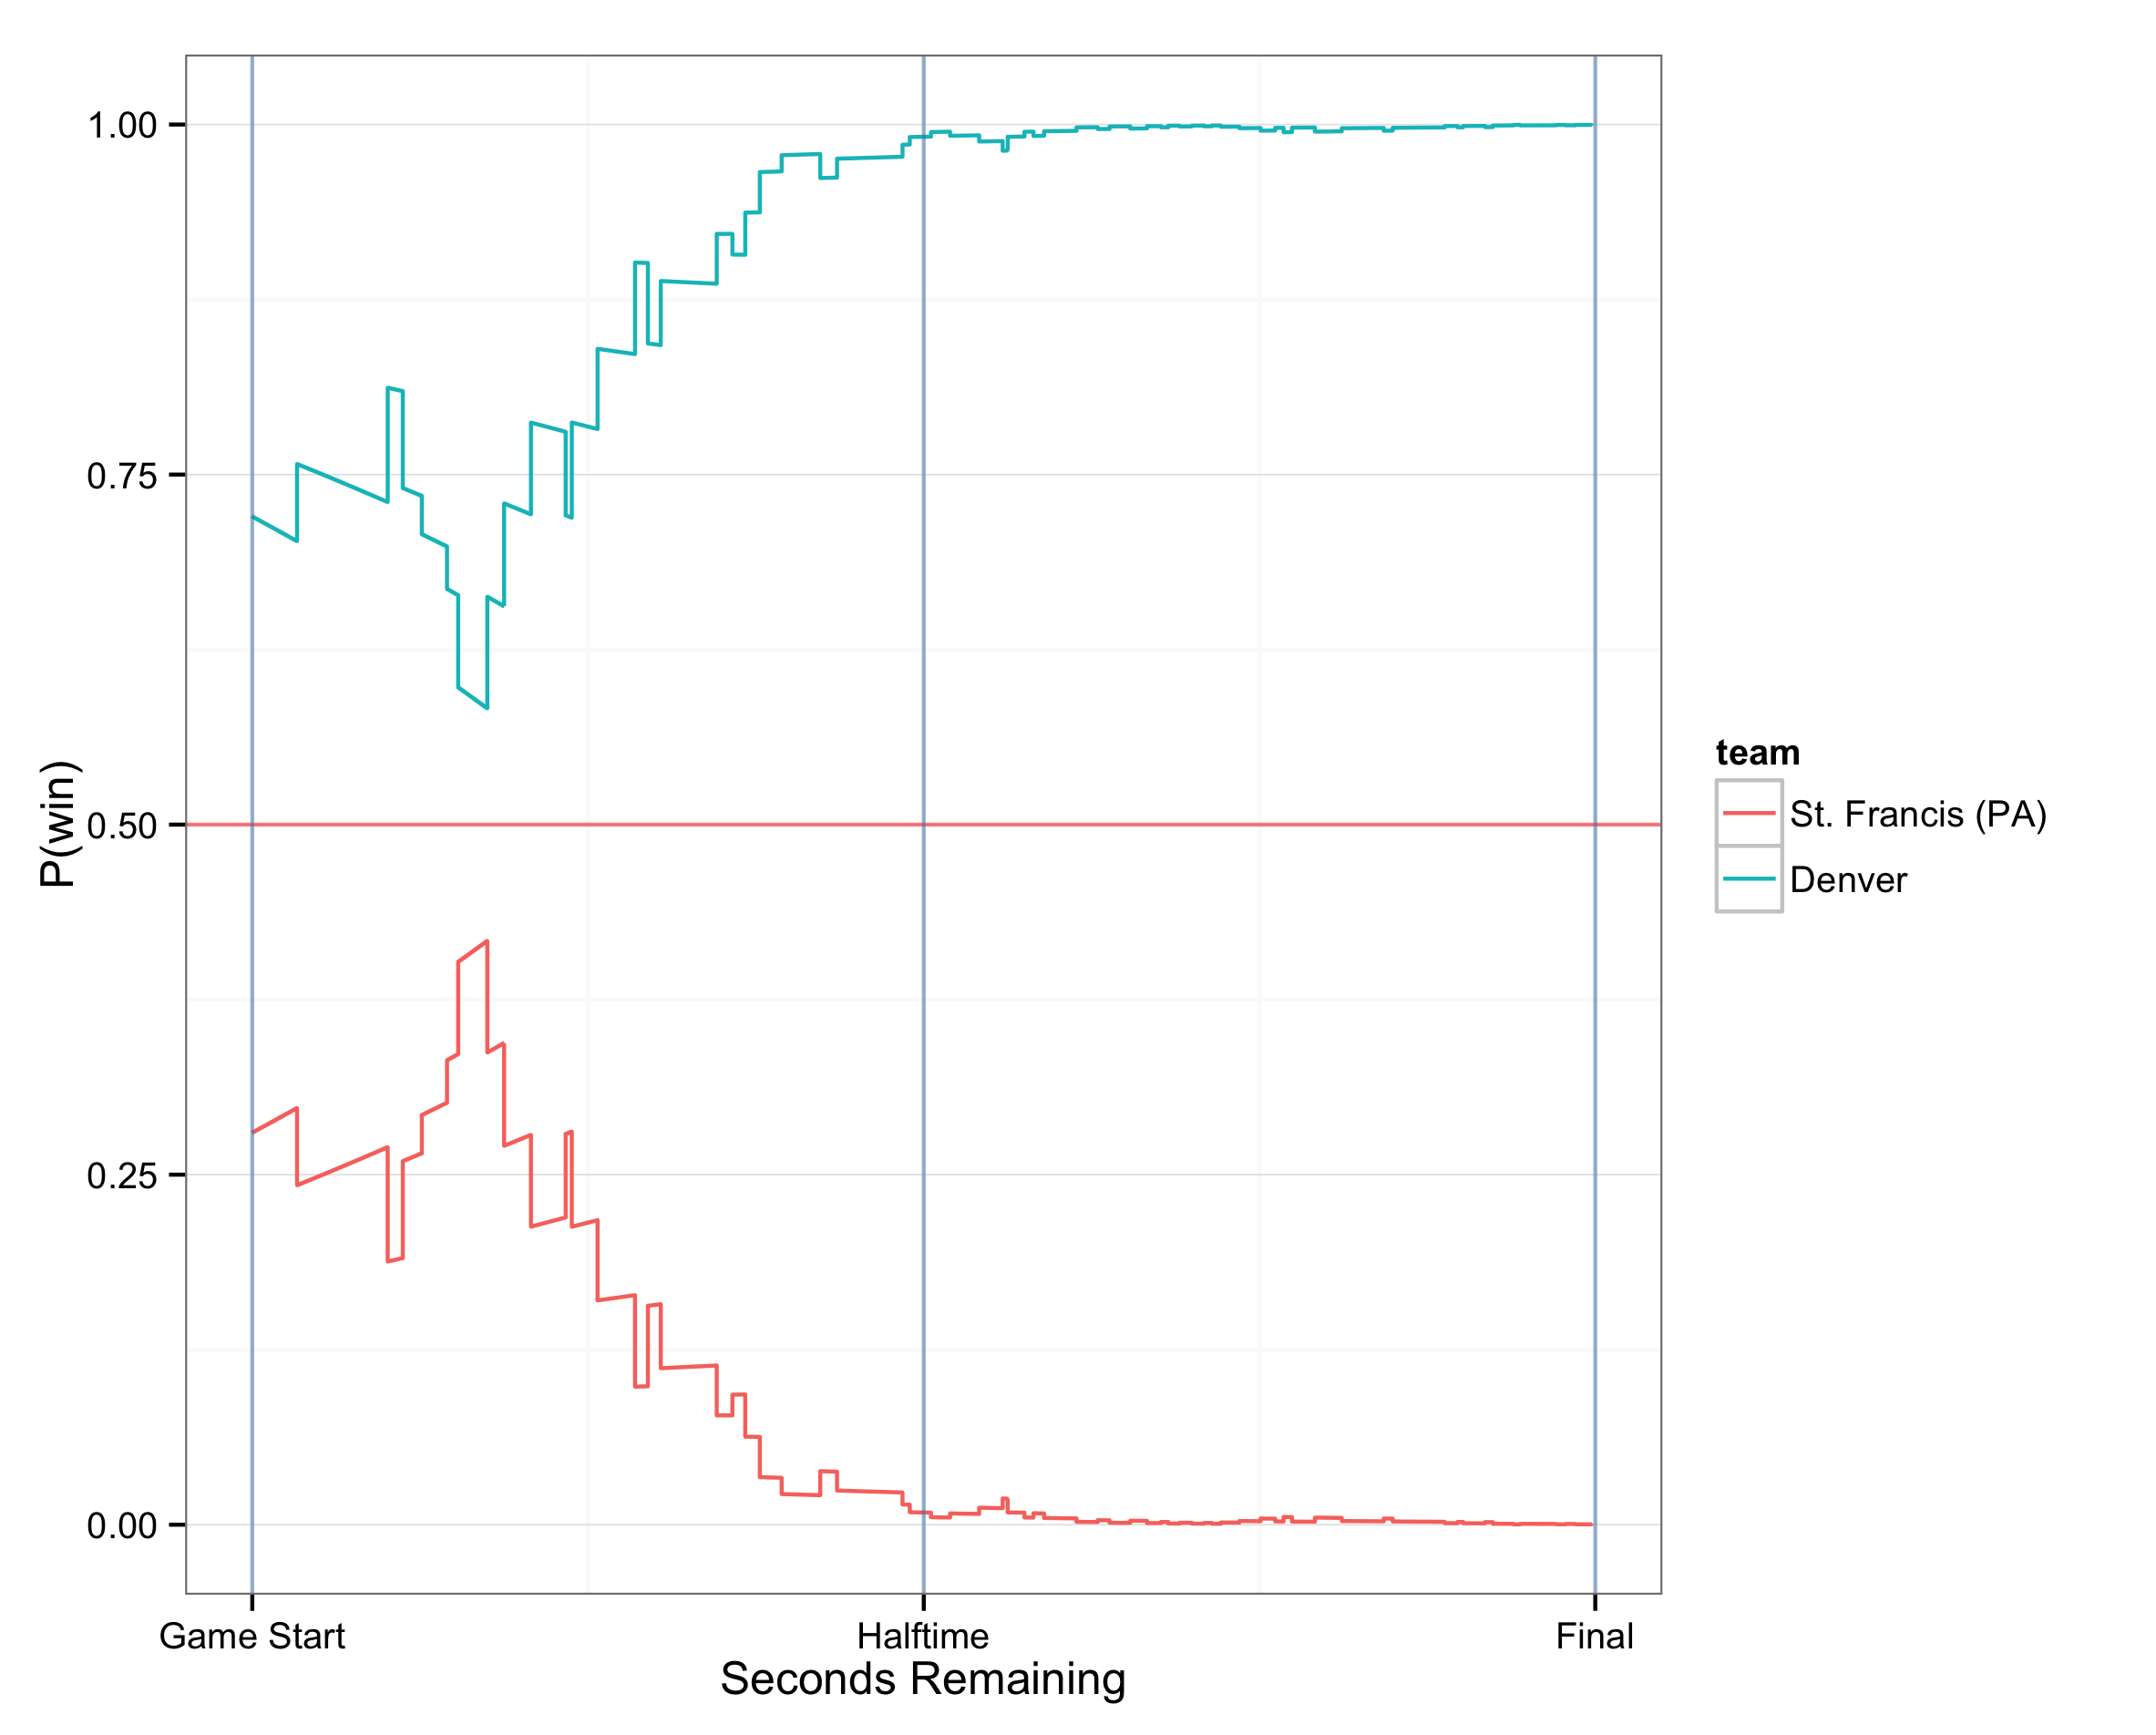 P(win)
1.00
0.75
0.50
0.25
0.00
Game Start
Halftime
Final
Seconds Remaining
team
St. Francis (PA)
Denver